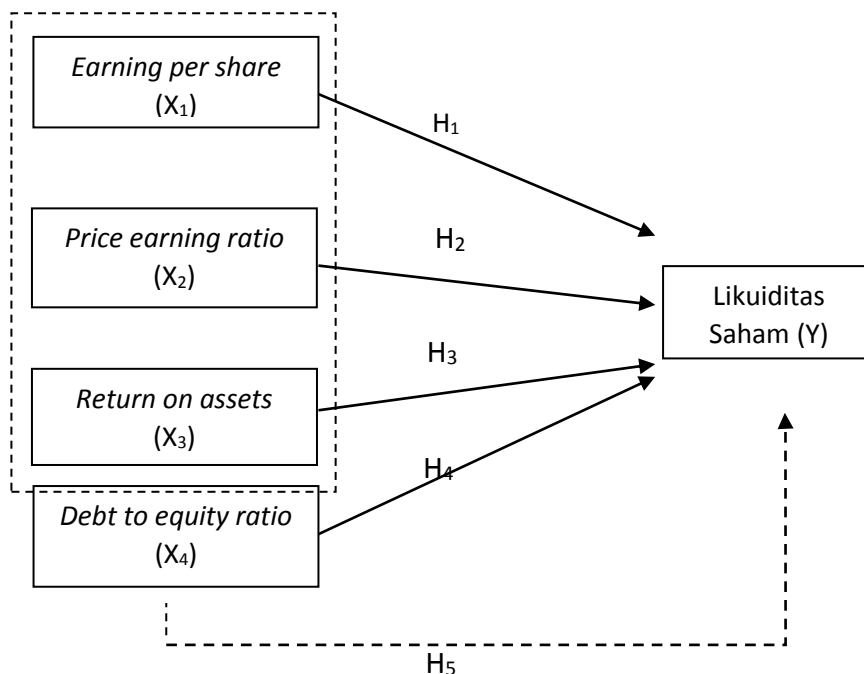 Earning per share
(X₁)
H₁
Price earning ratio
(X₂)
H₂
Likuiditas
Saham (Y)
Return on assets
(X₃)
H₃
H₄
Debt to equity ratio
(X₄)
H₅